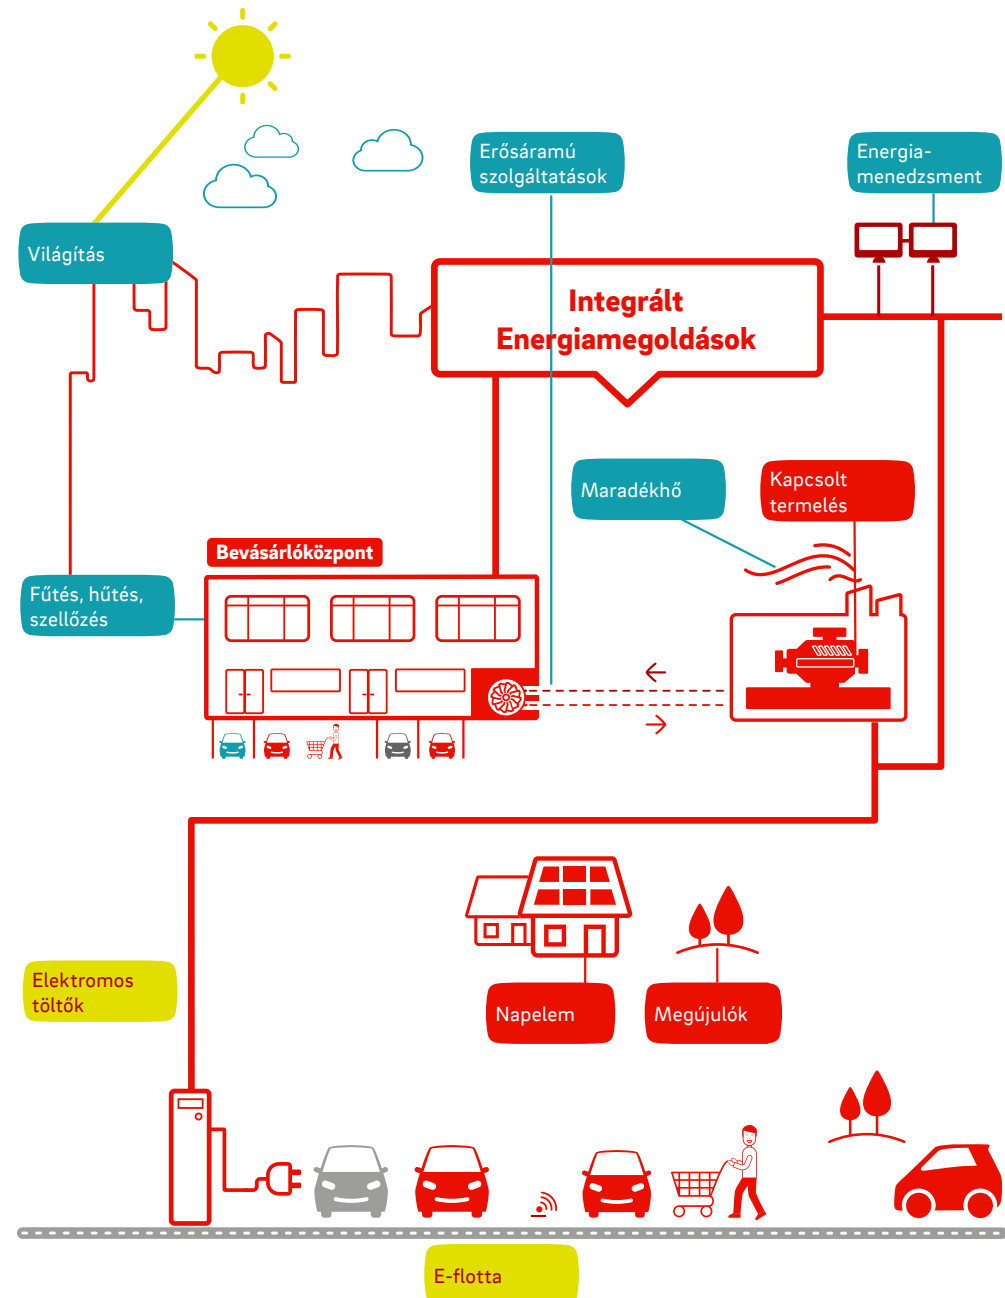 Erősáramú
szolgáltatások
Energia-
menedzsment
Világítás
Integrált
Energiamegoldások
Maradékhő
Kapcsolt
termelés
Bevásárlóközpont
Fűtés, hűtés,
szellőzés
Elektromos
töltők
Napelem
Megújulók
E-flotta